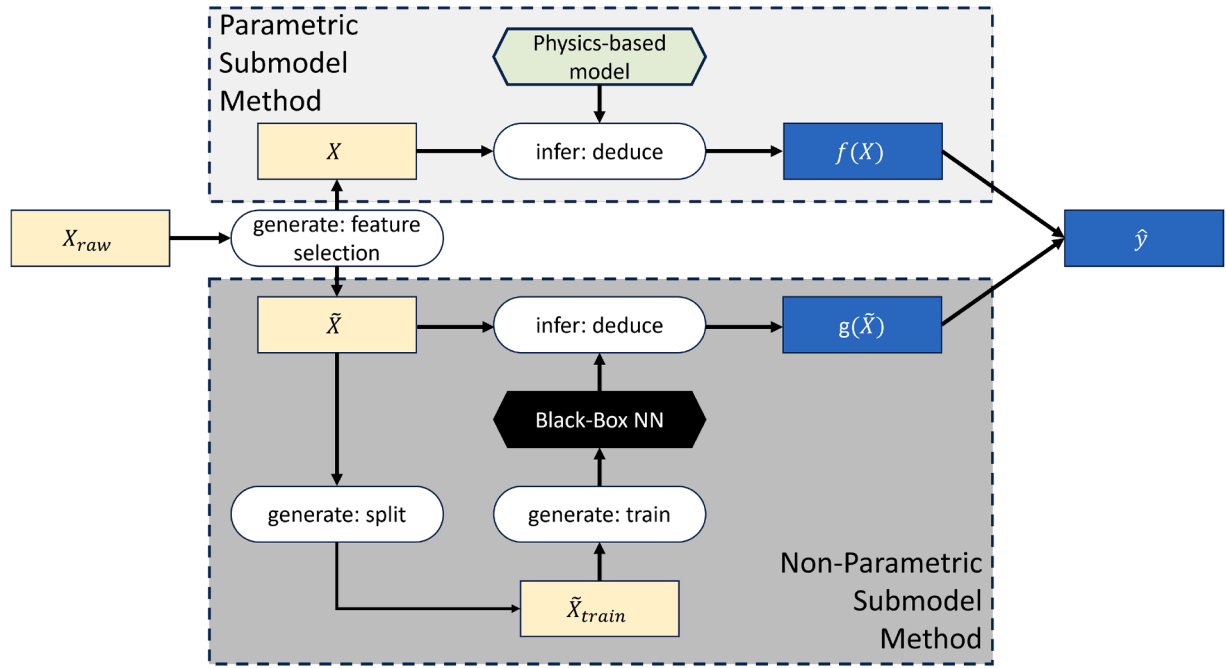 Parametric
Submodel
Method
Physics-based
model
X
infer: deduce
f(X)
X_raw
generate: feature
selection
ŷ
X̃
infer: deduce
g(X̃)
Black-Box NN
generate: split
generate: train
X̃_train
Non-Parametric
Submodel
Method